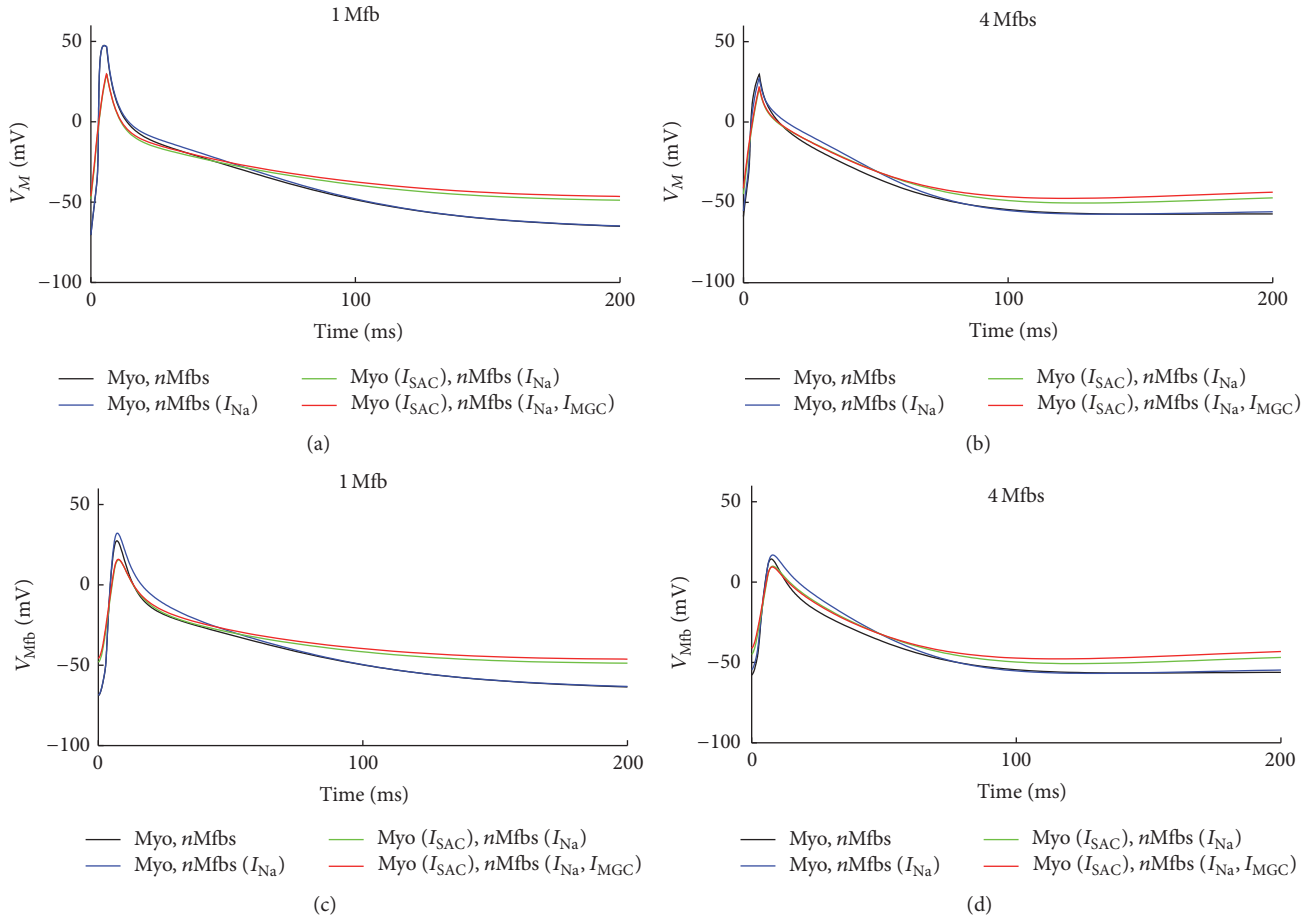 1 Mfb
50
0
−50
−100
V_M (mV)
0
100
200
Time (ms)
Myo, nMfbs
Myo, nMfbs (I_Na)
Myo (I_SAC), nMfbs (I_Na)
Myo (I_SAC), nMfbs (I_Na, I_MGC)
(a)
4 Mfbs
50
0
−50
−100
V_M (mV)
0
100
200
Time (ms)
Myo, nMfbs
Myo, nMfbs (I_Na)
Myo (I_SAC), nMfbs (I_Na)
Myo (I_SAC), nMfbs (I_Na, I_MGC)
(b)
1 Mfb
50
0
−50
−100
V_Mfb (mV)
0
100
200
Time (ms)
Myo, nMfbs
Myo, nMfbs (I_Na)
Myo (I_SAC), nMfbs (I_Na)
Myo (I_SAC), nMfbs (I_Na, I_MGC)
(c)
4 Mfbs
50
0
−50
−100
V_Mfb (mV)
0
100
200
Time (ms)
Myo, nMfbs
Myo, nMfbs (I_Na)
Myo (I_SAC), nMfbs (I_Na)
Myo (I_SAC), nMfbs (I_Na, I_MGC)
(d)